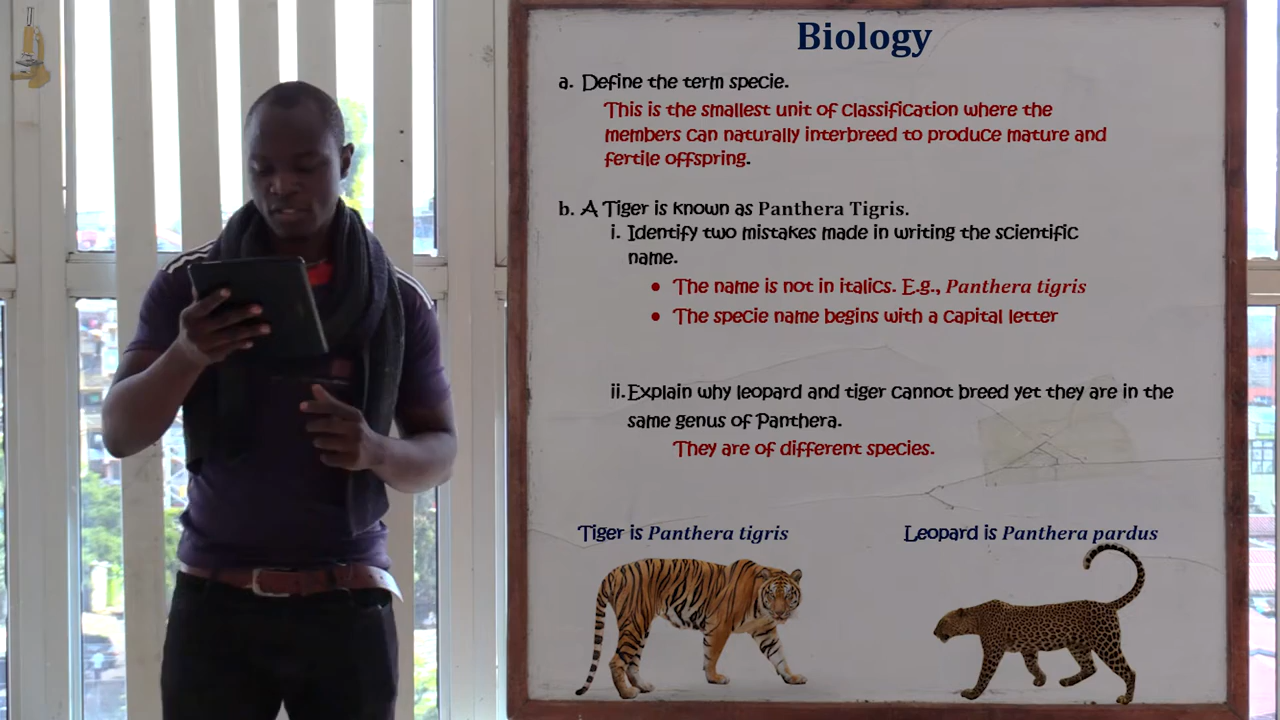 Biology
a. Define the term specie.
This is the smallest unit of classification where the
members can naturally interbreed to produce mature and
fertile offspring.
b. A Tiger is known as Panthera Tigris.
i. Identify two mistakes made in writing the scientific
name.
• The name is not in italics. E.g., Panthera tigris
• The specie name begins with a capital letter
ii. Explain why leopard and tiger cannot breed yet they are in the
same genus of Panthera.
They are of different species.
Tiger is Panthera tigris
Leopard is Panthera pardus